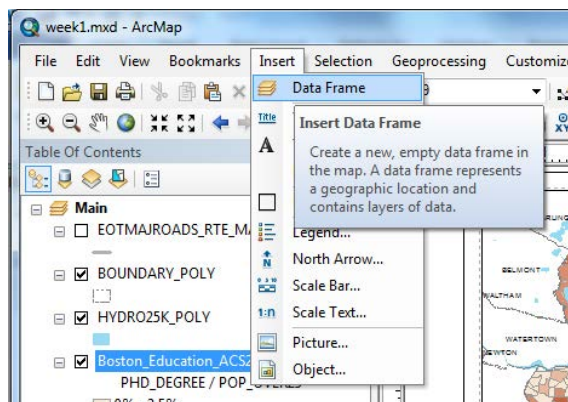 week1.mxd - ArcMap
File Edit View Bookmarks Insert Selection Geoprocessing Customize
Data Frame
Title
Insert Data Frame
A
Create a new, empty data frame in
the map. A data frame represents
a geographic location and
contains layers of data.
Table Of Contents
Main
EOTMAJROADS_RTE_MA
Legend...
N
North Arrow...
BOUNDARY_POLY
Scale Bar...
HYDRO25K_POLY
1:n
Scale Text...
Picture...
Boston_Education_ACS2
Object...
PHD_DEGREE / POP_
BELMONT
WALTHAM
WATERTOWN
NEWTON